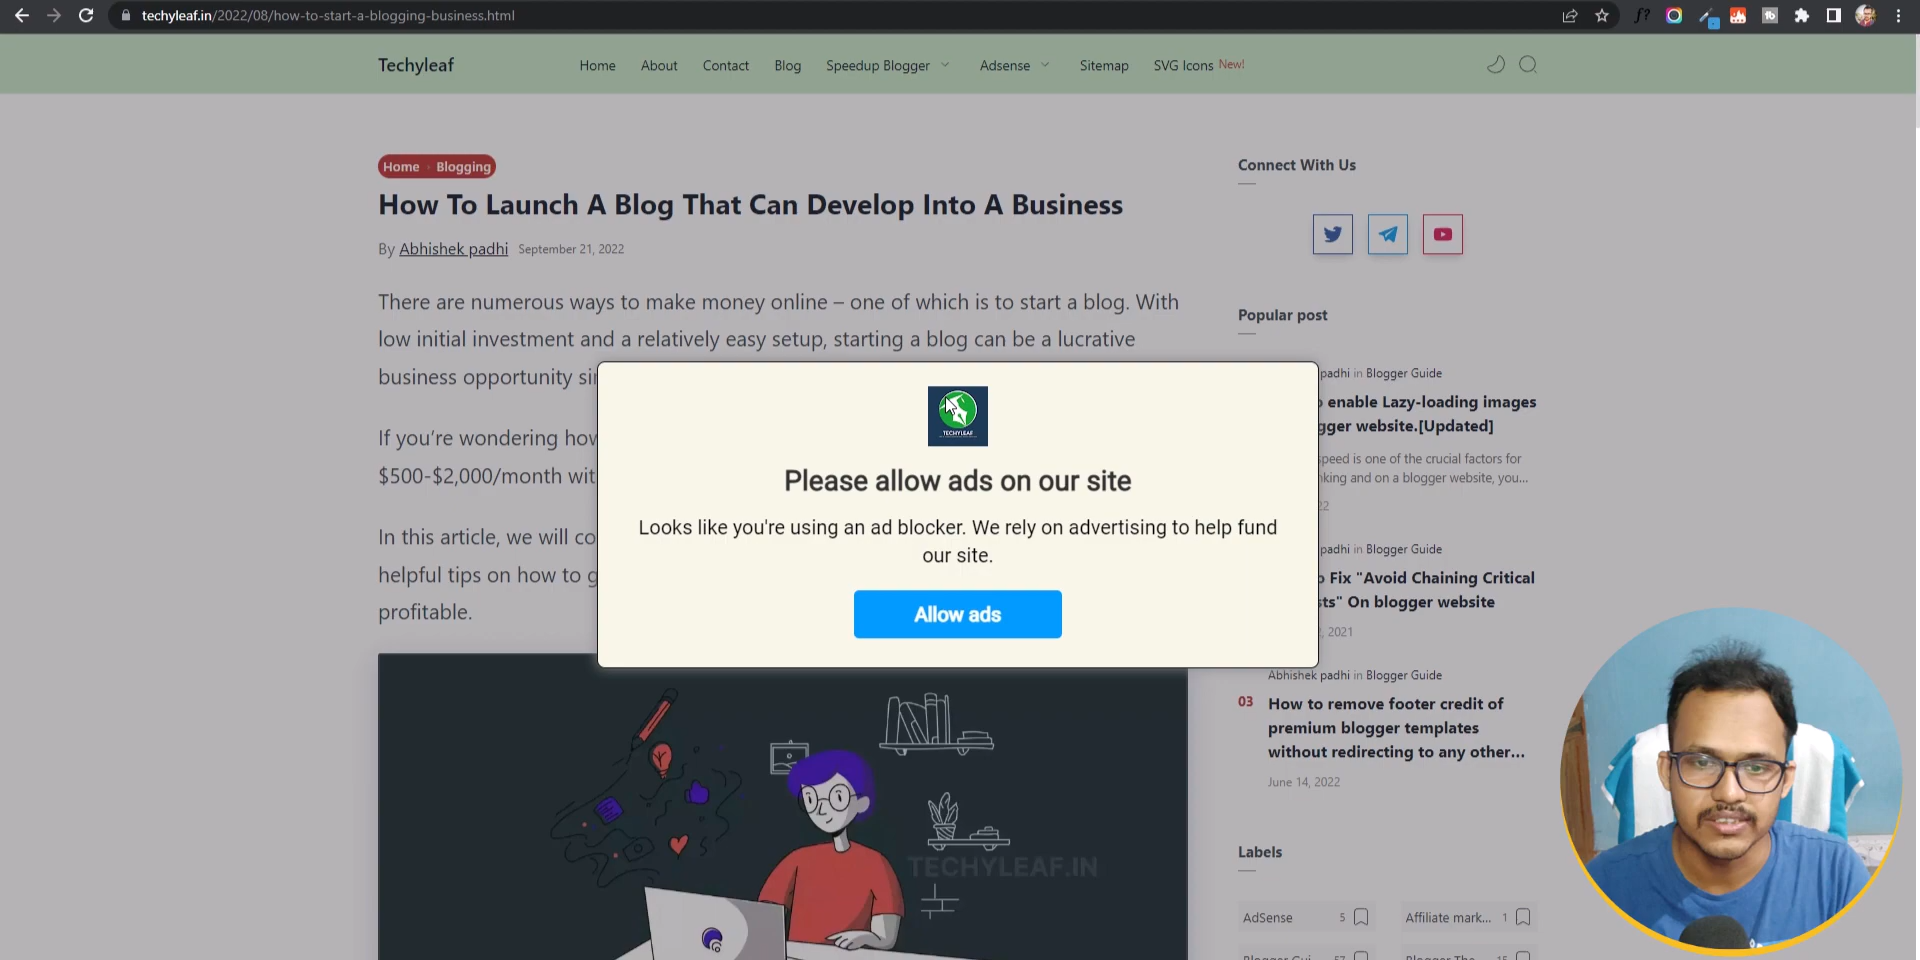 techyleaf.in/2022/08/how-to-start-a-blogging-business.html
Techyleaf
Home
About
Contact
Blog
Speedup Blogger
Adsense
Sitemap
SVG Icons New!
Home
Blogging
How To Launch A Blog That Can Develop Into A Business
By Abhishek padhi September 21, 2022
There are numerous ways to make money online – one of which is to start a blog. With
low initial investment and a relatively easy setup, starting a blog can be a lucrative
business opportunity
If you’re wondering
$500-$2,000/month
In this article, we will
helpful tips on how to
profitable.
TECHYLEAF
Please allow ads on our site
Looks like you're using an ad blocker. We rely on advertising to help fund
our site.
Allow ads
TECHYLEAF.IN
Connect With Us
Popular post
padhi in Blogger Guide
enable Lazy-loading images
website.[Updated]
speed is one of the crucial factors for
and on a blogger website, you...
padhi in Blogger Guide
Fix "Avoid Chaining Critical
On blogger website
2021
Abhishek padhi in Blogger Guide
03
How to remove footer credit of
premium blogger templates
without redirecting to any other...
June 14, 2022
Labels
AdSense 5
Affiliate mark... 1